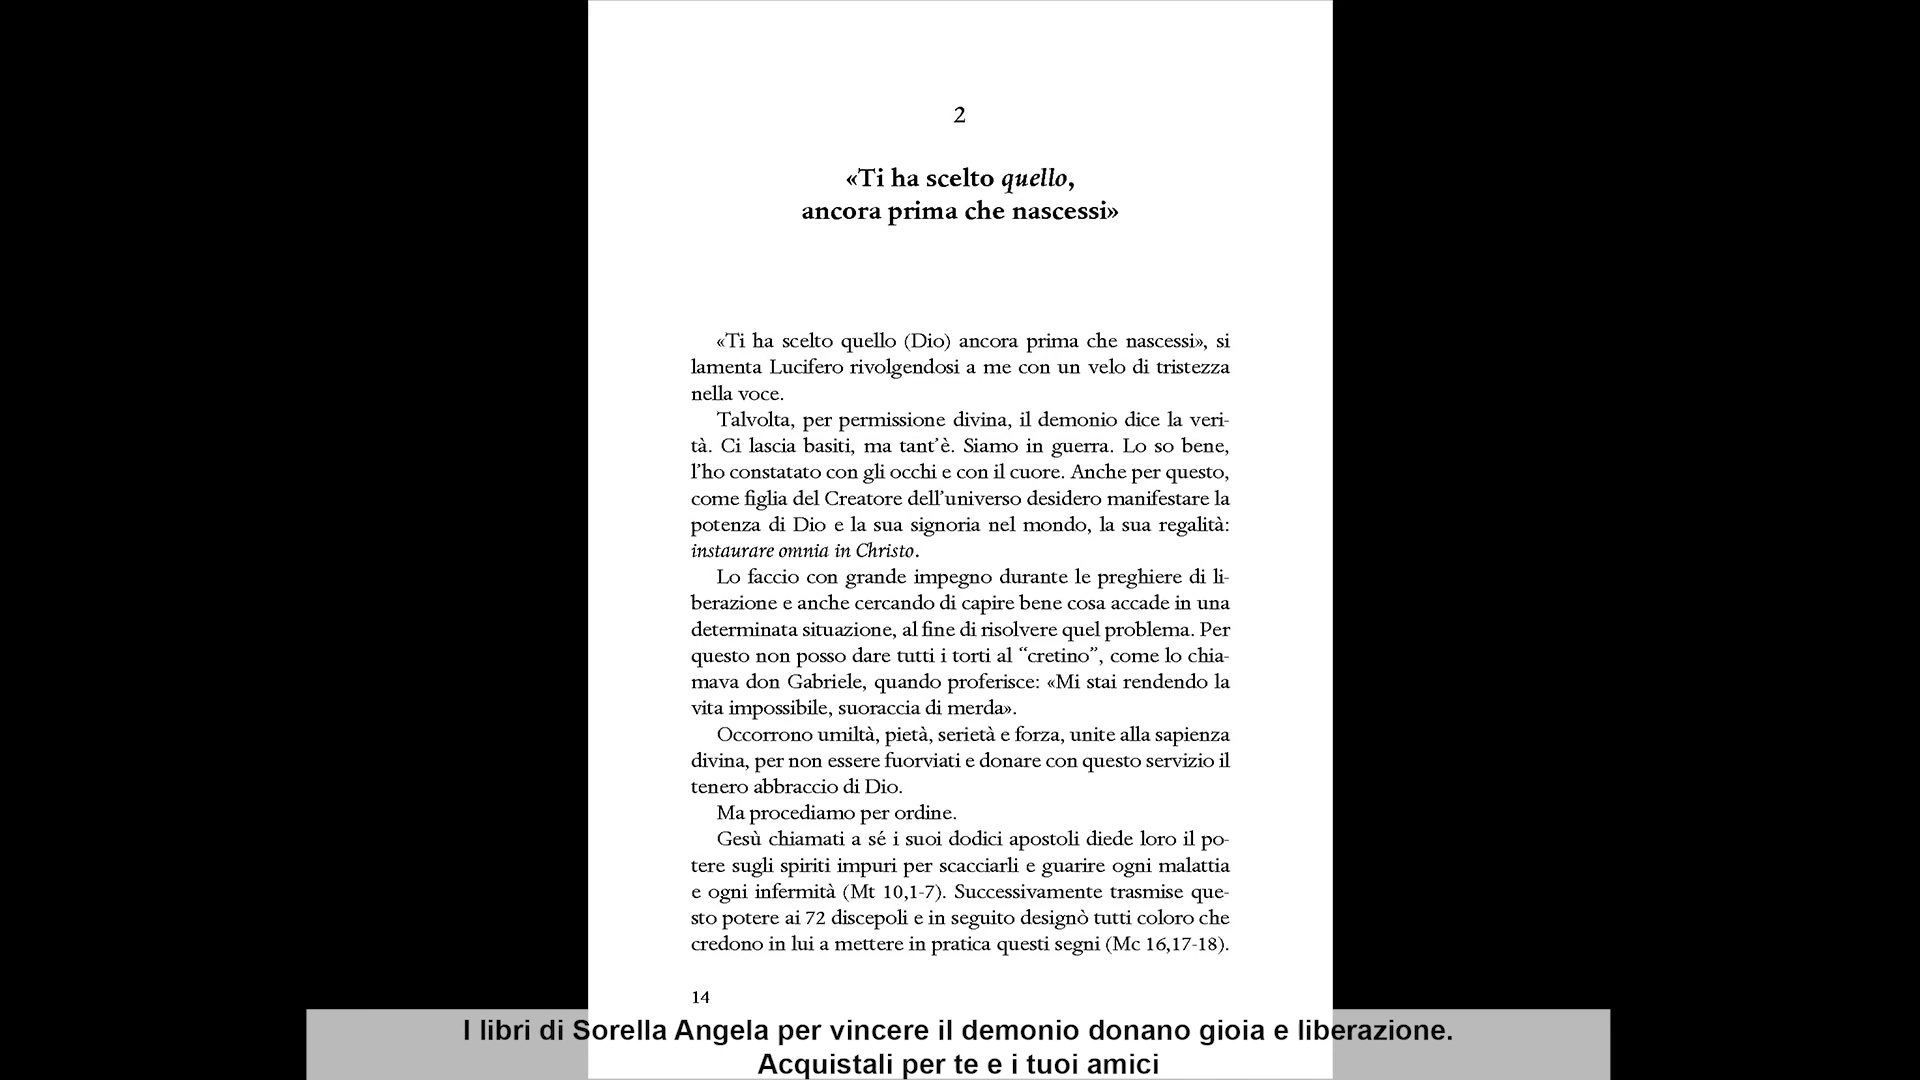 2
«Ti ha scelto quello,
ancora prima che nascessi»
«Ti ha scelto quello (Dio) ancora prima che nascessi», si
lamenta Lucifero rivolgendosi a me con un velo di tristezza
nella voce.
Talvolta, per permissione divina, il demonio dice la veri-
tà. Ci lascia basiti, ma tant'è. Siamo in guerra. Lo so bene,
l'ho constatato con gli occhi e con il cuore. Anche per questo,
come figlia del Creatore dell'universo desidero manifestare la
potenza di Dio e la sua signoria nel mondo, la sua regalità:
instaurare omnia in Christo.
Lo faccio con grande impegno durante le preghiere di li-
berazione e anche cercando di capire bene cosa accade in una
determinata situazione, al fine di risolvere quel problema. Per
questo non posso dare tutti i torti al “cretino”, come lo chia-
mava don Gabriele, quando proferisce: «Mi stai rendendo la
vita impossibile, suoraccia di merda».
Occorrono umiltà, pietà, serietà e forza, unite alla sapienza
divina, per non essere fuorviati e donare con questo servizio il
tenero abbraccio di Dio.
Ma procediamo per ordine.
Gesù chiamati a sé i suoi dodici apostoli diede loro il po-
tere sugli spiriti impuri per scacciarli e guarire ogni malattia
e ogni infermità (Mt 10,1-7). Successivamente trasmise que-
sto potere ai 72 discepoli e in seguito designò tutti coloro che
credono in lui a mettere in pratica questi segni (Mc 16,17-18).
14
I libri di Sorella Angela per vincere il demonio donano gioia e liberazione.
Acquistali per te e i tuoi amici